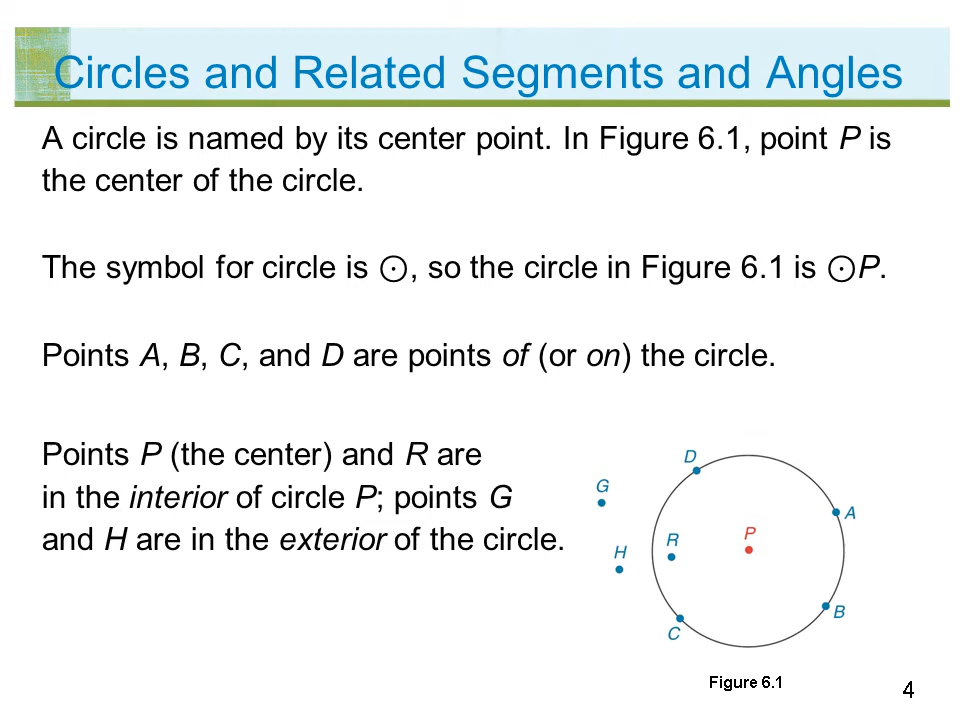 Circles and Related Segments and Angles
A circle is named by its center point. In Figure 6.1, point P is
the center of the circle.
The symbol for circle is ⨀, so the circle in Figure 6.1 is ⨀P.
Points A, B, C, and D are points of (or on) the circle.
Points P (the center) and R are
in the interior of circle P; points G
and H are in the exterior of the circle.
D
G
A
P
R
H
B
C
Figure 6.1
4